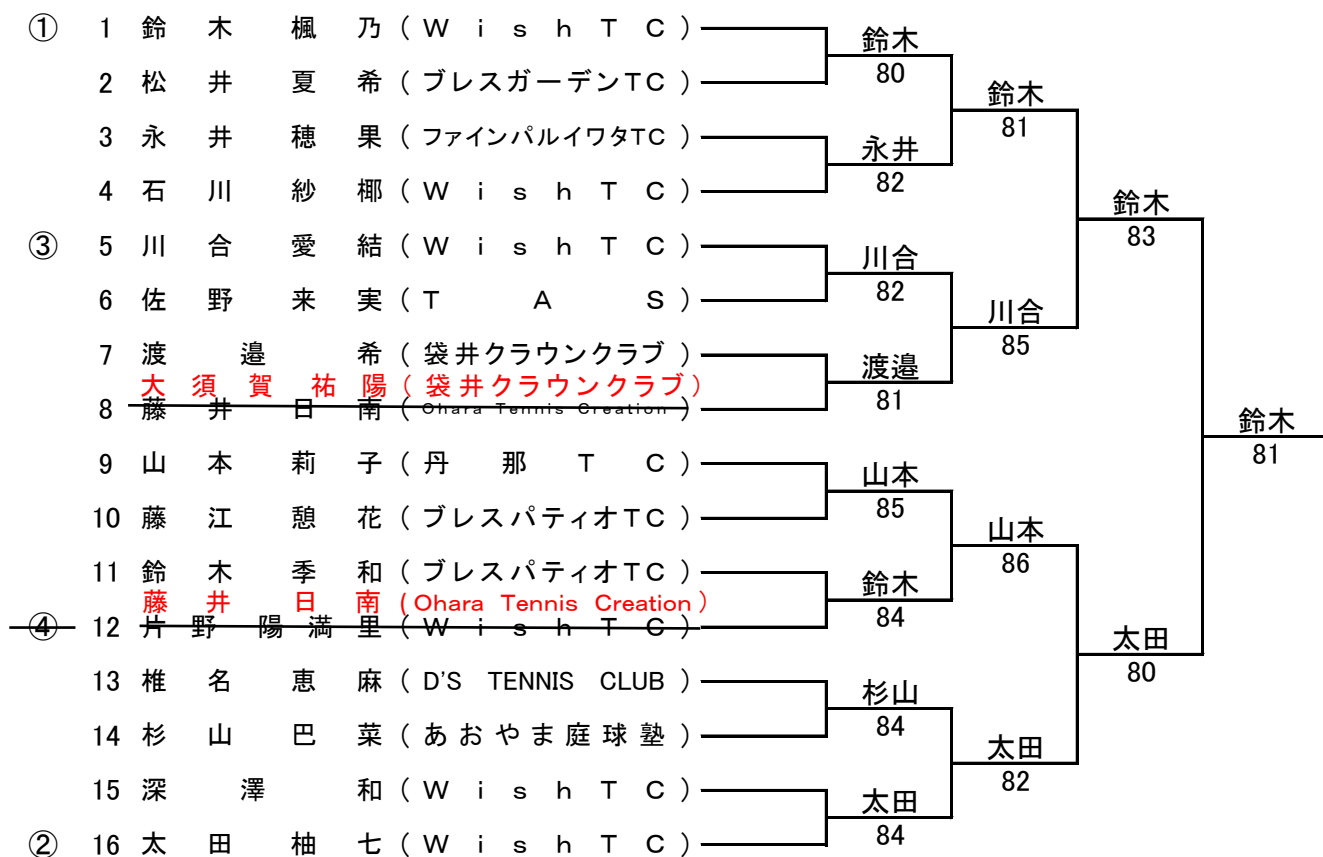 ① 1 鈴木楓乃(WishTC)
2 松井夏希(ブレスガーデンTC)
3 永井穂果(ファインパルイワタTC)
4 石川紗椰(WishTC)
③ 5 川合愛結(WishTC)
6 佐野来実(TAS)
7 渡邉希(袋井クラウンクラブ)
大須賀祐陽(袋井クラウンクラブ)
8 藤井日南(Ohara Tennis Creation)
9 山本莉子(丹那TC)
10 藤江憩花(ブレスパティオTC)
11 鈴木季和(ブレスパティオTC)
藤井日南(Ohara Tennis Creation)
④ 12 片野陽満里(WishTC)
13 椎名恵麻(D'S TENNIS CLUB)
14 杉山巴菜(あおやま庭球塾)
15 深澤和(WishTC)
② 16 太田柚七(WishTC)
鈴木
80
永井
82
川合
82
渡邉
81
山本
85
鈴木
84
杉山
84
太田
84
鈴木
81
川合
85
山本
86
太田
82
鈴木
83
太田
80
鈴木
81